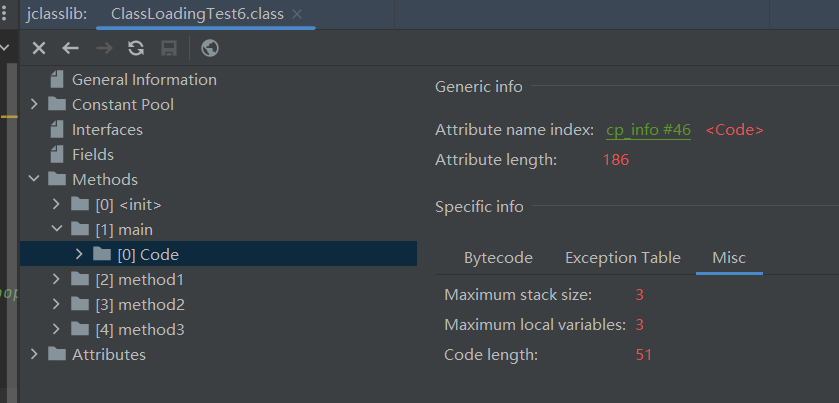 jclasslib: ClassLoadingTest6.class
General Information
Constant Pool
Interfaces
Fields
Methods
[0] <init>
[1] main
[0] Code
[2] method1
[3] method2
[4] method3
Attributes
Generic info
Attribute name index: cp_info #46 <Code>
Attribute length: 186
Specific info
Bytecode Exception Table Misc
Maximum stack size: 3
Maximum local variables: 3
Code length: 51